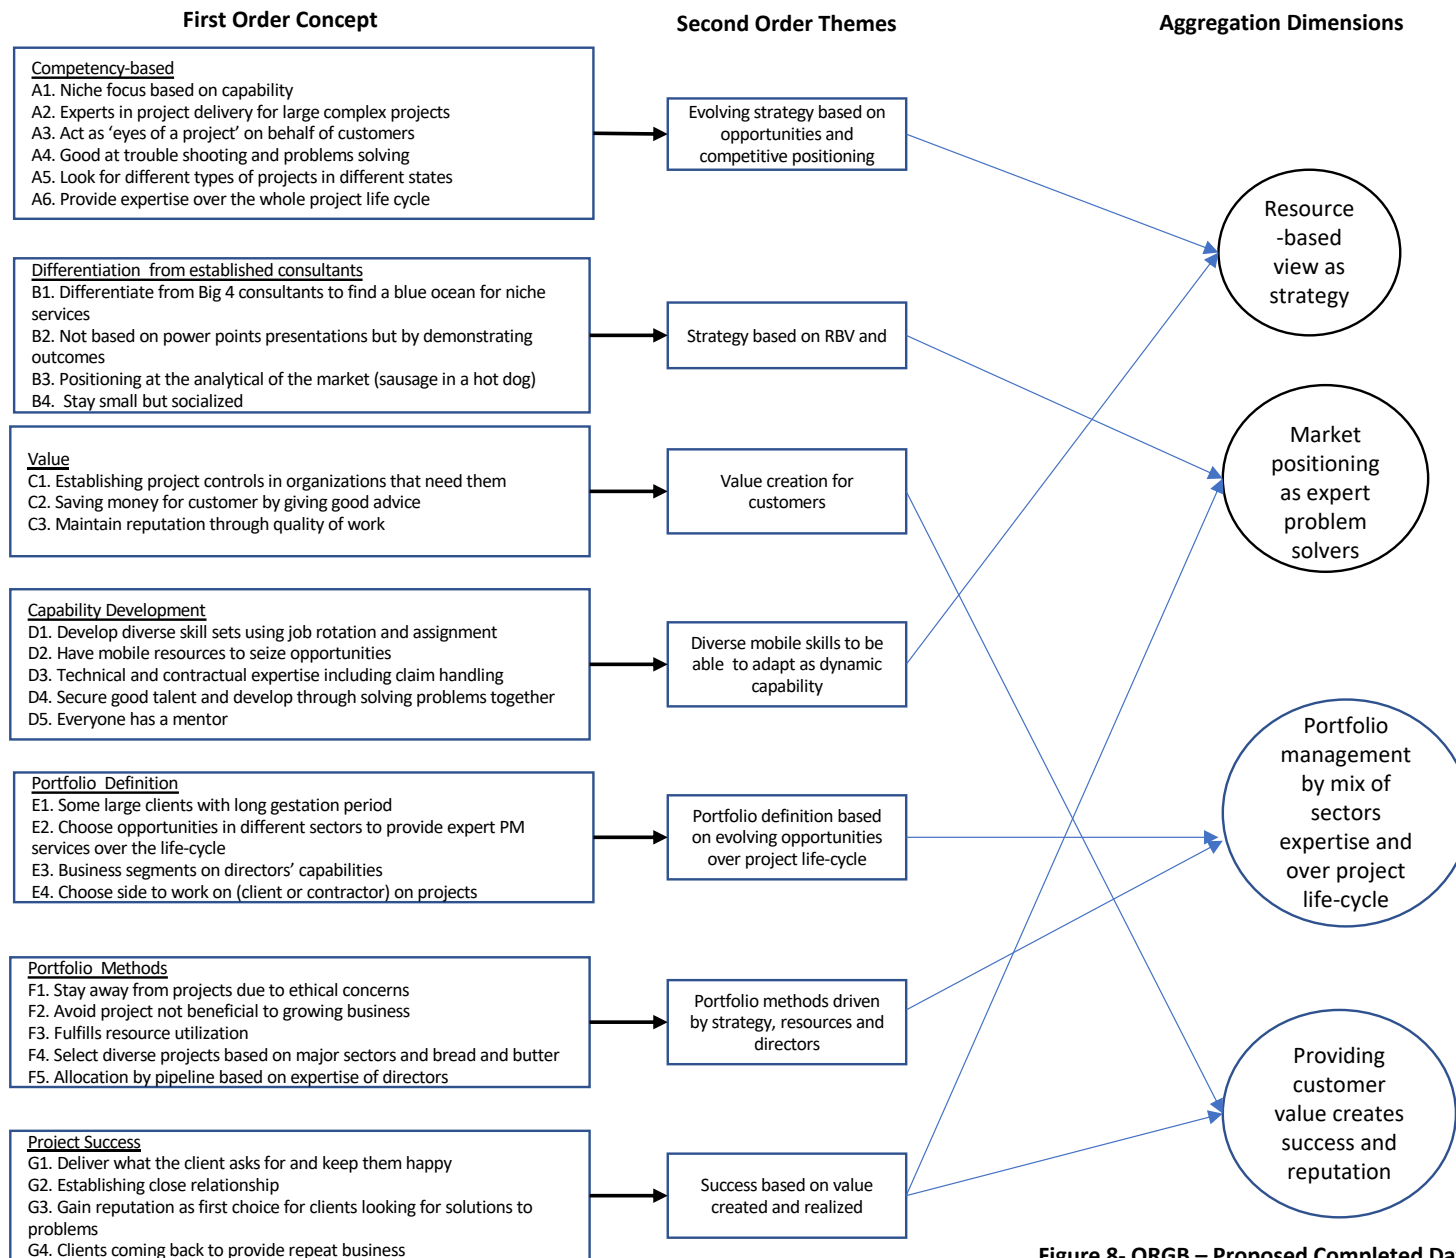 First Order Concept
Second Order Themes
Aggregation Dimensions
Competency-based
A1. Niche focus based on capability
A2. Experts in project delivery for large complex projects
A3. Act as ‘eyes of a project’ on behalf of customers
A4. Good at trouble shooting and problems solving
A5. Look for different types of projects in different states
A6. Provide expertise over the whole project life cycle
Evolving strategy based on
opportunities and
competitive positioning
Resource
-based
view as
strategy
Differentiation from established consultants
B1. Differentiate from Big 4 consultants to find a blue ocean for niche
services
B2. Not based on power points presentations but by demonstrating
outcomes
B3. Positioning at the analytical of the market (sausage in a hot dog)
B4. Stay small but socialized
Strategy based on RBV and
Market
positioning
as expert
problem
solvers
Value
C1. Establishing project controls in organizations that need them
C2. Saving money for customer by giving good advice
C3. Maintain reputation through quality of work
Value creation for
customers
Capability Development
D1. Develop diverse skill sets using job rotation and assignment
D2. Have mobile resources to seize opportunities
D3. Technical and contractual expertise including claim handling
D4. Secure good talent and develop through solving problems together
D5. Everyone has a mentor
Diverse mobile skills to be
able to adapt as dynamic
capability
Portfolio Definition
E1. Some large clients with long gestation period
E2. Choose opportunities in different sectors to provide expert PM
services over the life-cycle
E3. Business segments on directors’ capabilities
E4. Choose side to work on (client or contractor) on projects
Portfolio definition based
on evolving opportunities
over project life-cycle
Portfolio
management
by mix of
sectors
expertise and
over project
life-cycle
Portfolio Methods
F1. Stay away from projects due to ethical concerns
F2. Avoid project not beneficial to growing business
F3. Fulfills resource utilization
F4. Select diverse projects based on major sectors and bread and butter
F5. Allocation by pipeline based on expertise of directors
Portfolio methods driven
by strategy, resources and
directors
Providing
customer
value creates
success and
reputation
Project Success
G1. Deliver what the client asks for and keep them happy
G2. Establishing close relationship
G3. Gain reputation as first choice for clients looking for solutions to
problems
G4. Clients coming back to provide repeat business
Success based on value
created and realized
Figure 8- ORGB – Proposed Completed Da